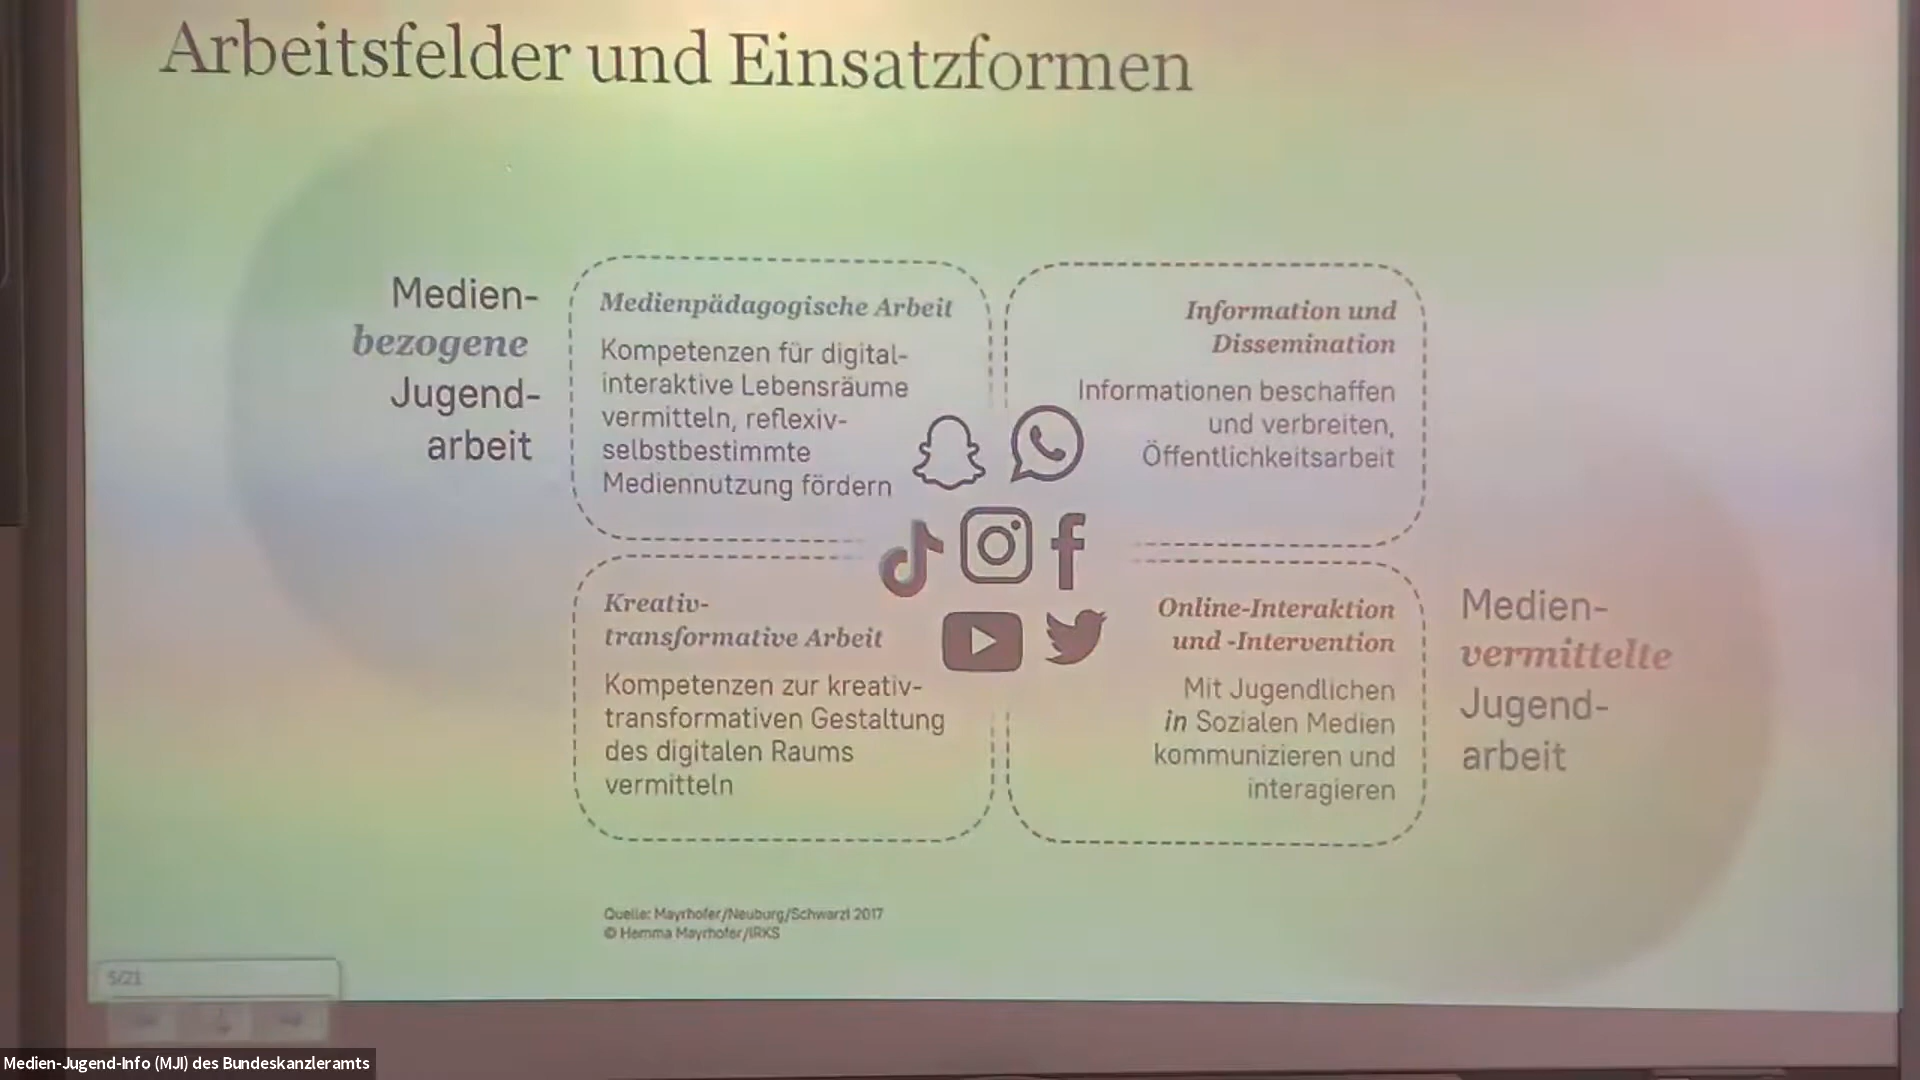 Arbeitsfelder und Einsatzformen
Medien-
bezogene
Jugend-
arbeit
Medienpädagogische Arbeit
Kompetenzen für digital-
interaktive Lebensräume
vermitteln, reflexiv-
selbstbestimmte
Mediennutzung fördern
Information und
Dissemination
Informationen beschaffen
und verbreiten,
Öffentlichkeitsarbeit
Kreativ-
transformative Arbeit
Kompetenzen zur kreativ-
transformativen Gestaltung
des digitalen Raums
vermitteln
Online-Interaktion
und -Intervention
Mit Jugendlichen
in Sozialen Medien
kommunizieren und
interagieren
Medien-
vermittelte
Jugend-
arbeit
Quelle: Mayrhofer/Neuburg/Schwarzl 2017
© Hemma Mayrhofer/IRKS
5/21
Medien-Jugend-Info (MJI) des Bundeskanzleramts